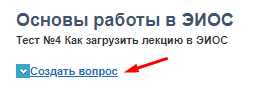 Основы работы в ЭИОС
Тест №4 Как загрузить лекцию в ЭИОС
Создать вопрос